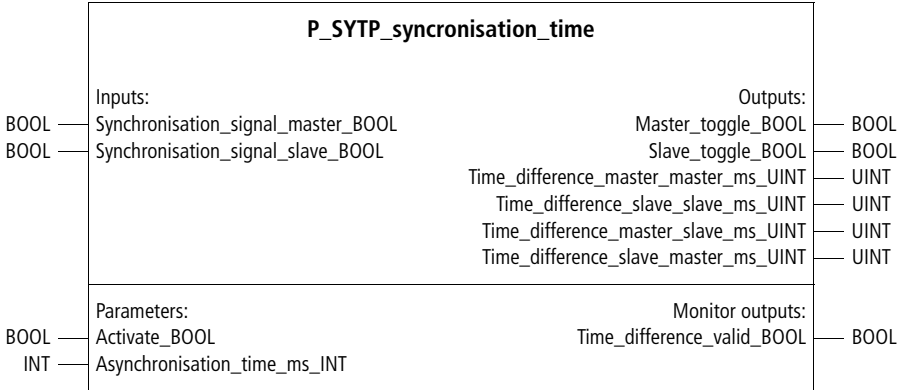 P_SYTP_syncronisation_time
Inputs: Outputs:
BOOL Synchronisation_signal_master_BOOL Master_toggle_BOOL BOOL
BOOL Synchronisation_signal_slave_BOOL Slave_toggle_BOOL BOOL
Time_difference_master_master_ms_UINT UINT
Time_difference_slave_slave_ms_UINT UINT
Time_difference_master_slave_ms_UINT UINT
Time_difference_slave_master_ms_UINT UINT
Parameters: Monitor outputs:
BOOL Activate_BOOL Time_difference_valid_BOOL BOOL
INT Asynchronisation_time_ms_INT